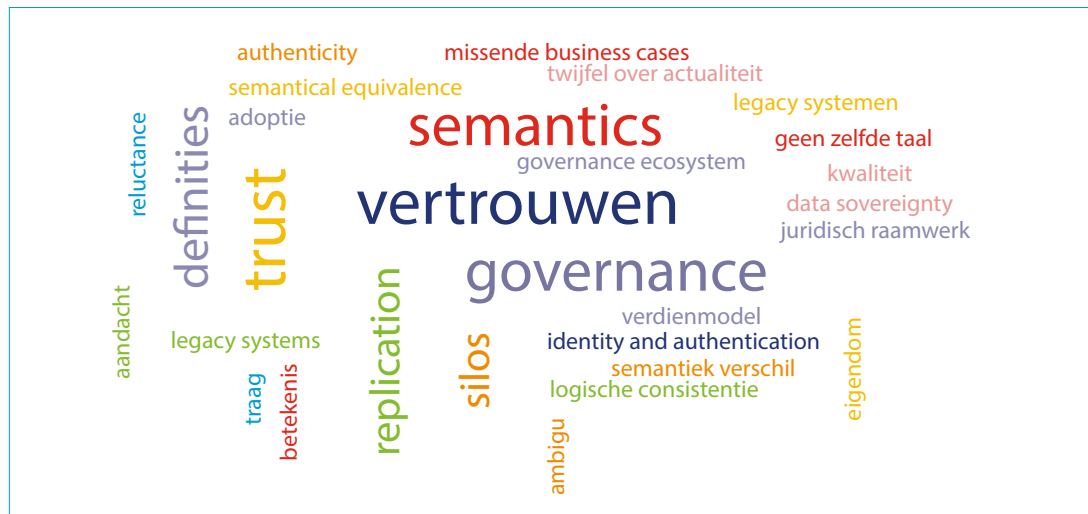 authenticity
missende business cases
twijfel over actualiteit
semantical equivalence
legacy systemen
adoptie
semantics
definities
reluctance
geen zelfde taal
governance ecosystem
kwaliteit
trust
vertrouwen
data sovereignty
juridisch raamwerk
governance
replication
aandacht
verdienmodel
legacy systems
silos
identity and authentication
eigendom
semantiek verschil
traag
betekenis
logische consistentie
ambigu